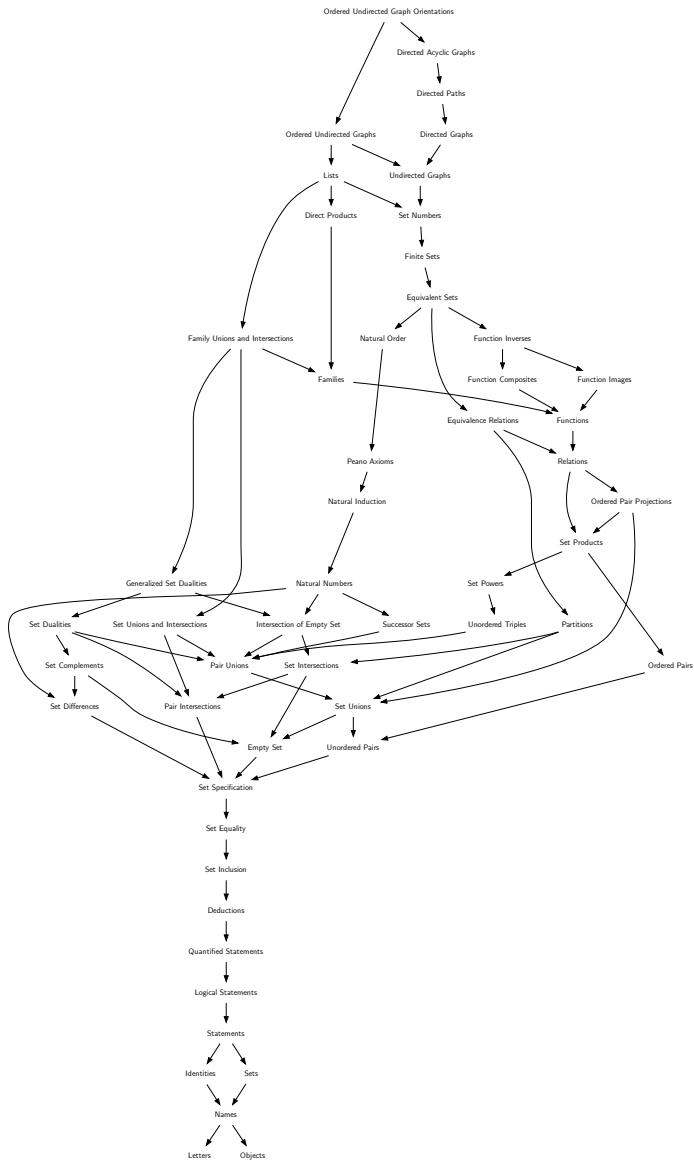 Ordered Undirected Graph Orientations
Directed Acyclic Graphs
Directed Paths
Ordered Undirected Graphs
Directed Graphs
Lists
Undirected Graphs
Direct Products
Set Numbers
Finite Sets
Equivalent Sets
Family Unions and Intersections
Natural Order
Function Inverses
Families
Function Composites
Function Images
Equivalence Relations
Functions
Peano Axioms
Relations
Natural Induction
Ordered Pair Projections
Set Products
Generalized Set Dualities
Natural Numbers
Set Powers
Set Dualities
Set Unions and Intersections
Intersection of Empty Set
Successor Sets
Unordered Triples
Partitions
Set Complements
Pair Unions
Set Intersections
Ordered Pairs
Set Differences
Pair Intersections
Set Unions
Empty Set
Unordered Pairs
Set Specification
Set Equality
Set Inclusion
Deductions
Quantified Statements
Logical Statements
Statements
Identities
Sets
Names
Letters
Objects